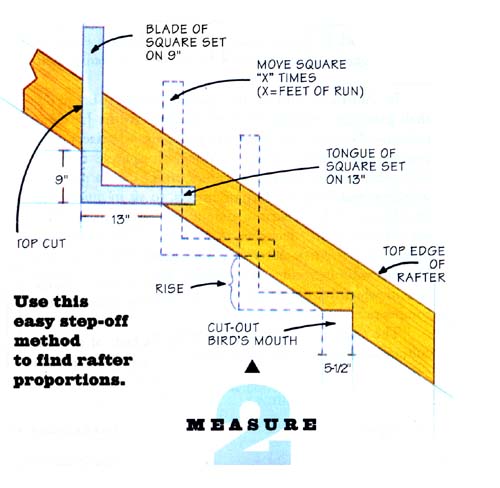 BLADE OF
SQUARE SET
ON 9"
MOVE SQUARE
"X" TIMES
(X=FEET OF RUN)
TONGUE OF
SQUARE SET
ON 13"
9"
13"
TOP CUT
TOP EDGE
OF
RAFTER
RISE
CUT-OUT
BIRD'S MOUTH
5-1/2"
Use this
easy step-off
method
to find rafter
proportions.
2
MEASURE